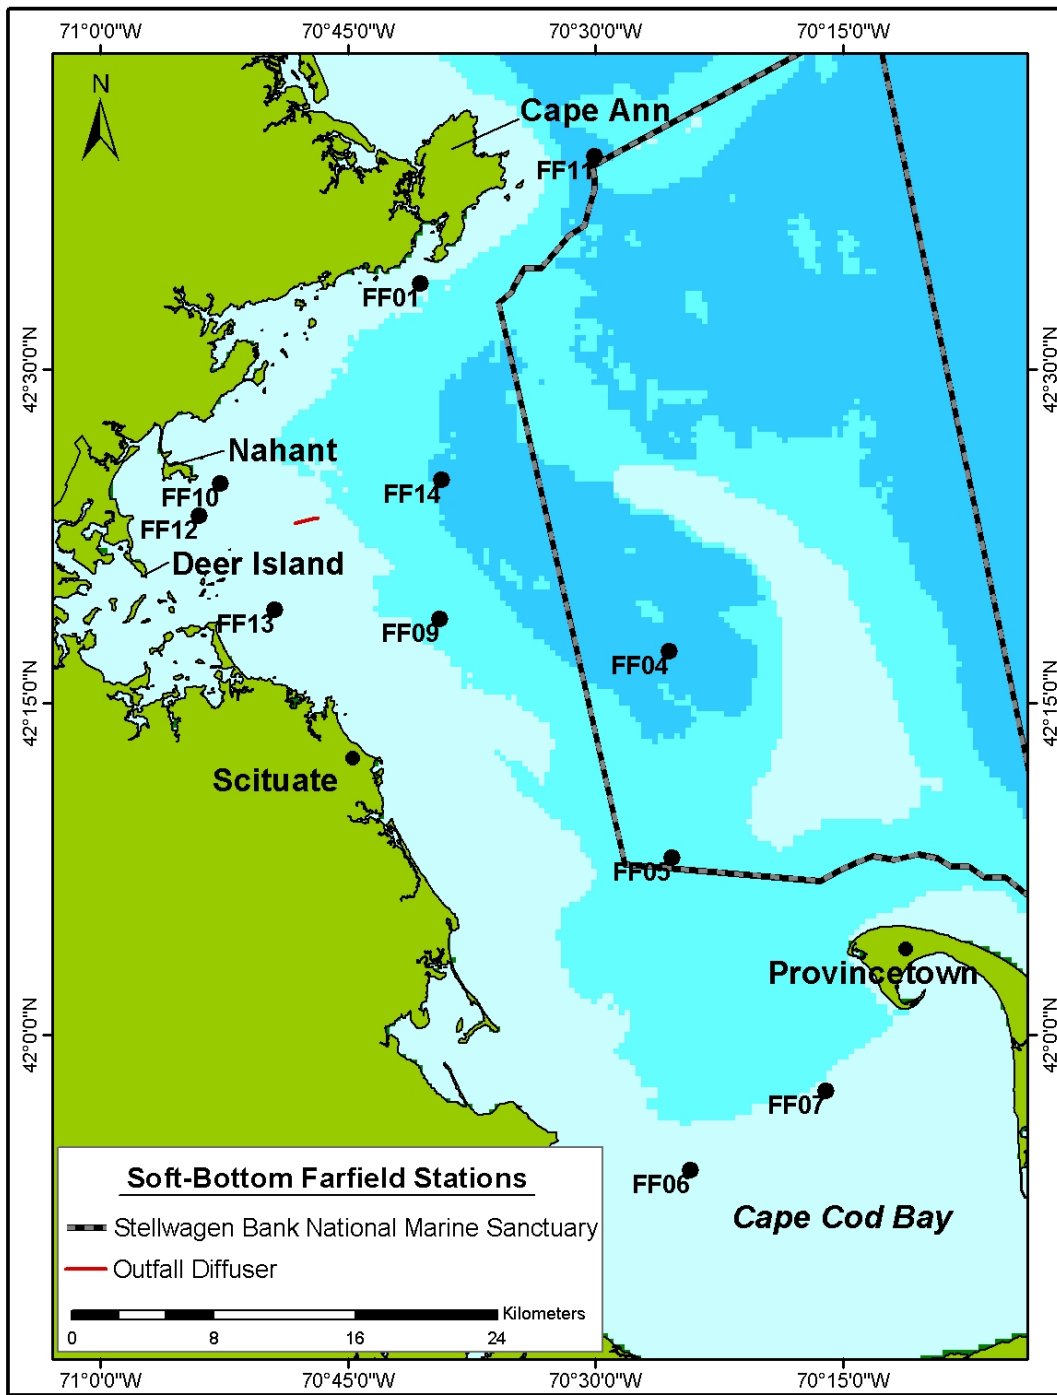 71°0'0"W 70°45'0"W 70°30'0"W 70°15'0"W
N
Cape Ann
FF11
FF01
42°30'0"N 42°30'0"N
Nahant
FF10
FF14
FF12
Deer Island
FF13
FF09
FF04
42°15'0"N 42°15'0"N
Scituate
FF05
Provincetown
42°0'0"N 42°0'0"N
FF07
FF06
Cape Cod Bay
Soft-Bottom Farfield Stations
Stellwagen Bank National Marine Sanctuary
Outfall Diffuser
Kilometers
0 8 16 24
71°0'0"W 70°45'0"W 70°30'0"W 70°15'0"W